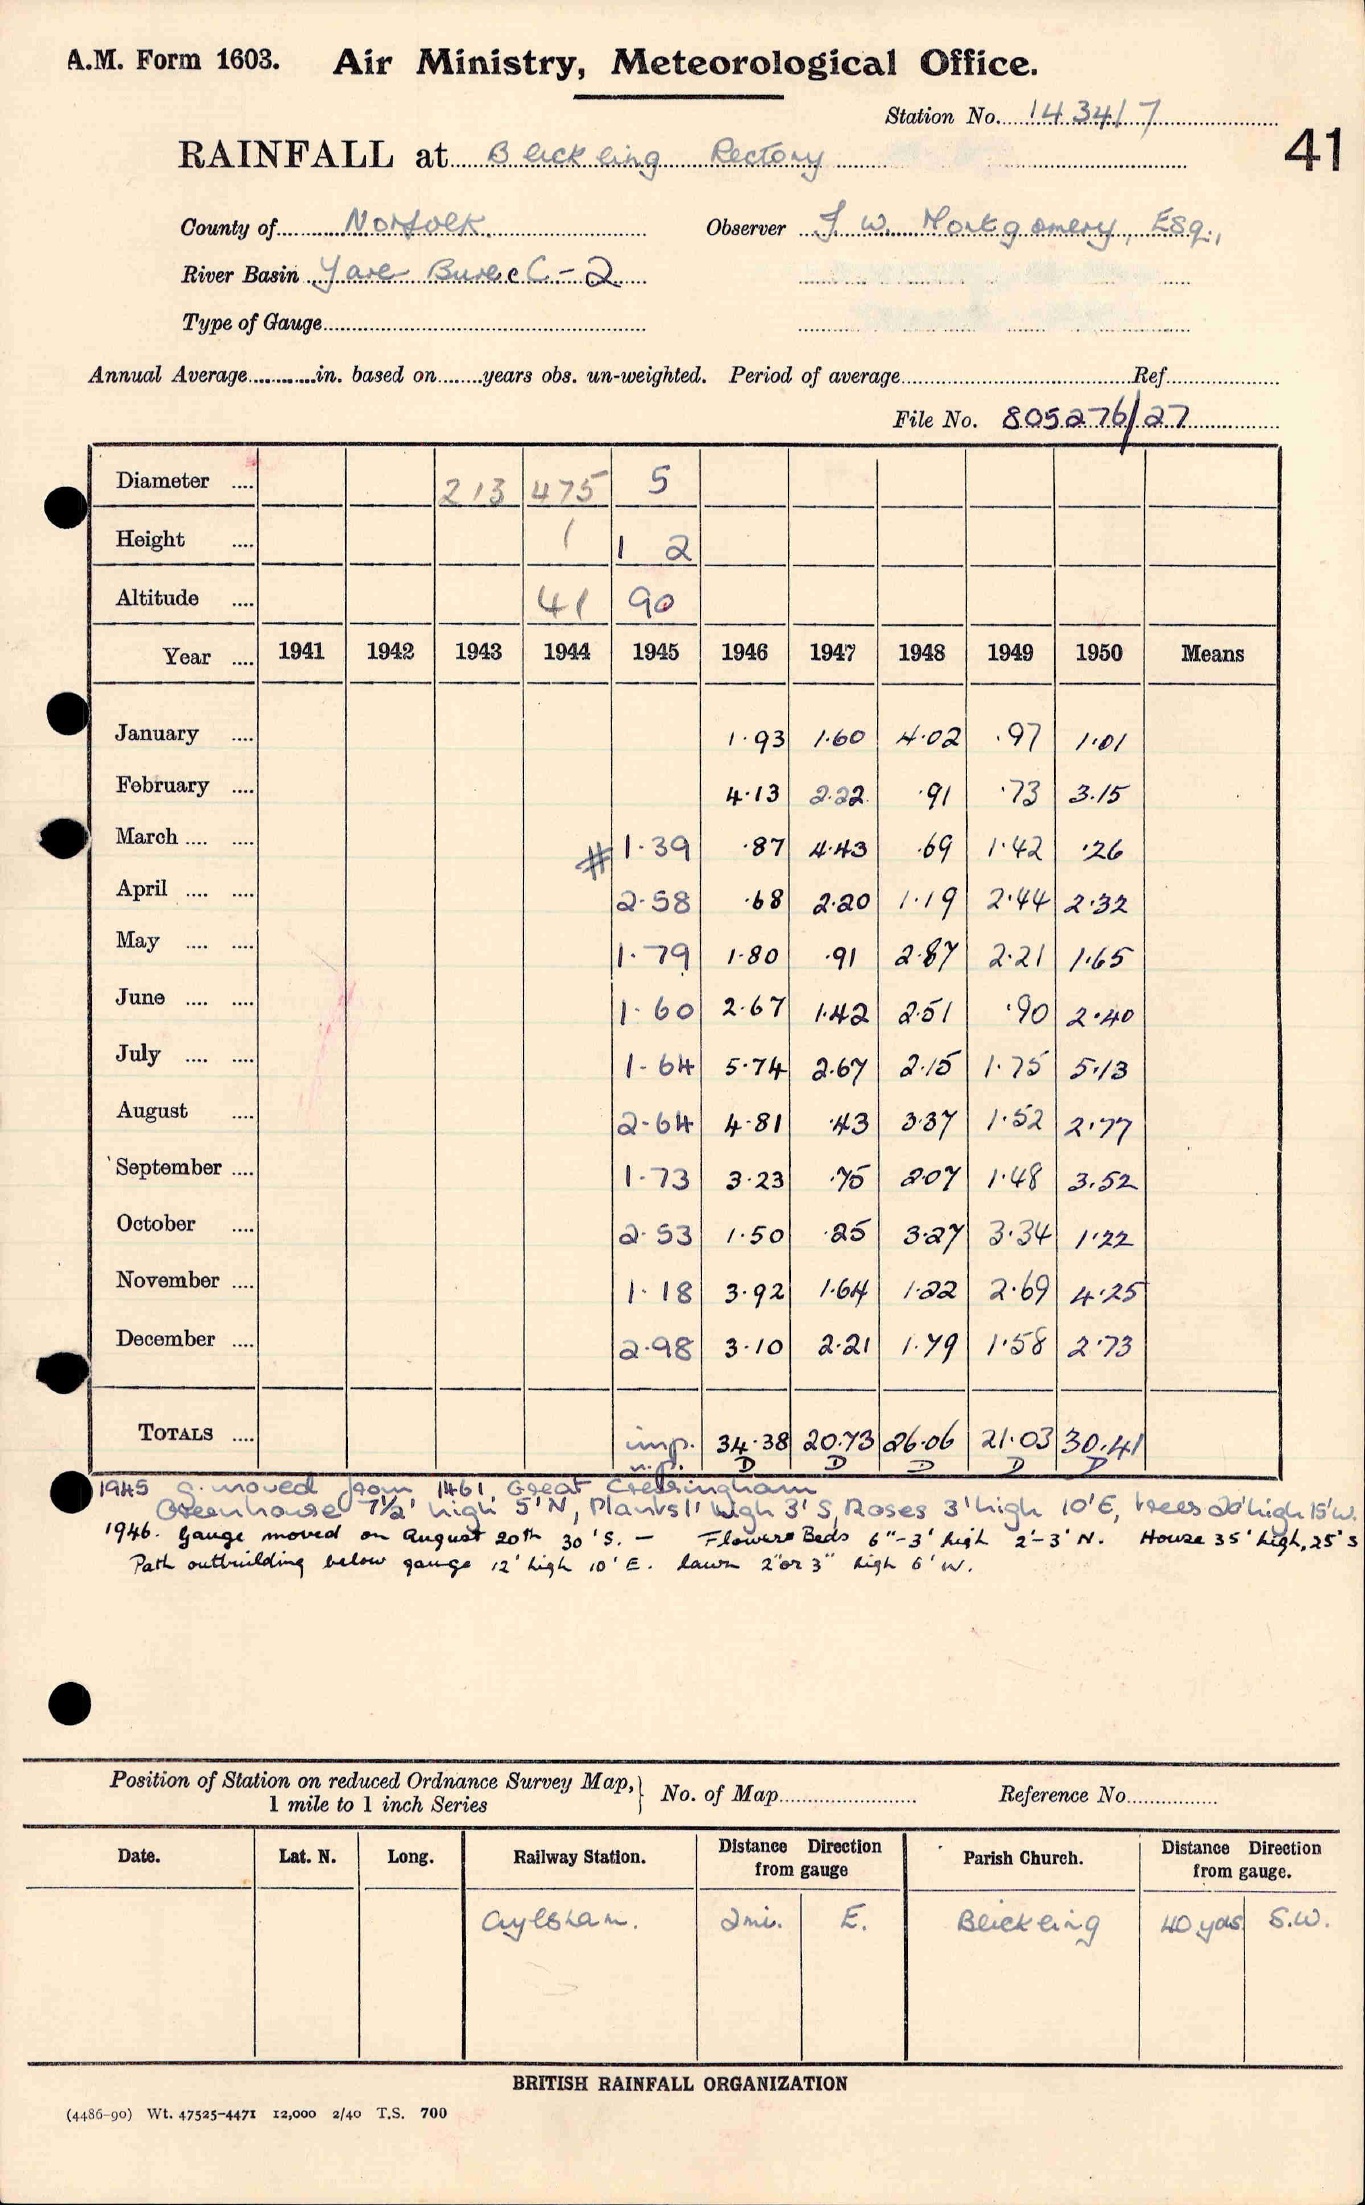 A.M. Form 1603. Air Ministry, Meteorological Office.
Station No. 1434/7
41
RAINFALL at Blickling Rectory
County of Norfolk. Observer J. W. Montgomery, Esq.,
River Basin Yare Bure &c C-2
Type of Gauge
Annual Average in. based on years obs. un-weighted. Period of average Ref
File No. 805276/27
Diameter 213 475 5
Height 1 1 2
Altitude 41 90
Year 1941 1942 1943 1944 1945 1946 1947 1948 1949 1950 Means
January 1.93 1.60 4.02 .97 1.01
February 4.13 2.22 .91 .73 3.15
March # 1.39 .87 4.43 .69 1.42 .26
April 2.58 .68 2.20 1.19 2.44 2.32
May 1.79 1.80 .91 2.87 2.21 1.65
June 1.60 2.67 1.42 2.51 .90 2.40
July 1.64 5.74 2.67 2.15 1.75 5.13
August 2.64 4.81 .43 3.37 1.52 2.77
September 1.73 3.23 .75 2.07 1.48 3.52
October 2.53 1.50 .25 3.27 3.34 1.22
November 1.18 3.92 1.64 1.22 2.69 4.25
December 2.98 3.10 2.21 1.79 1.58 2.73
TOTALS imp. 34.38 20.73 26.06 21.03 30.41
n.p. D D D D D
1945 g. moved from 1461, Great Cressingham
Greenhouse 7½' high 5'N, Plants 1' high 3' S, Roses 3' high 10'E, trees 20' high 15'W.
1946. Gauge moved on August 20th 30'S. – Flower Beds 6"-3' high 2'-3' N. House 35' high, 25' S
Path outbuilding below gauge 12' high 10' E. lawn 2" or 3" high 6' W.
Position of Station on reduced Ordnance Survey Map, 1 mile to 1 inch Series No. of Map Reference No.
Date. Lat. N. Long. Railway Station. Distance Direction from gauge Parish Church. Distance Direction from gauge.
Aylsham. 2mi. E. Blickling 40 yds S.W.
BRITISH RAINFALL ORGANIZATION
(4486-90) Wt. 47525-4471 12,000 2/40 T.S. 700